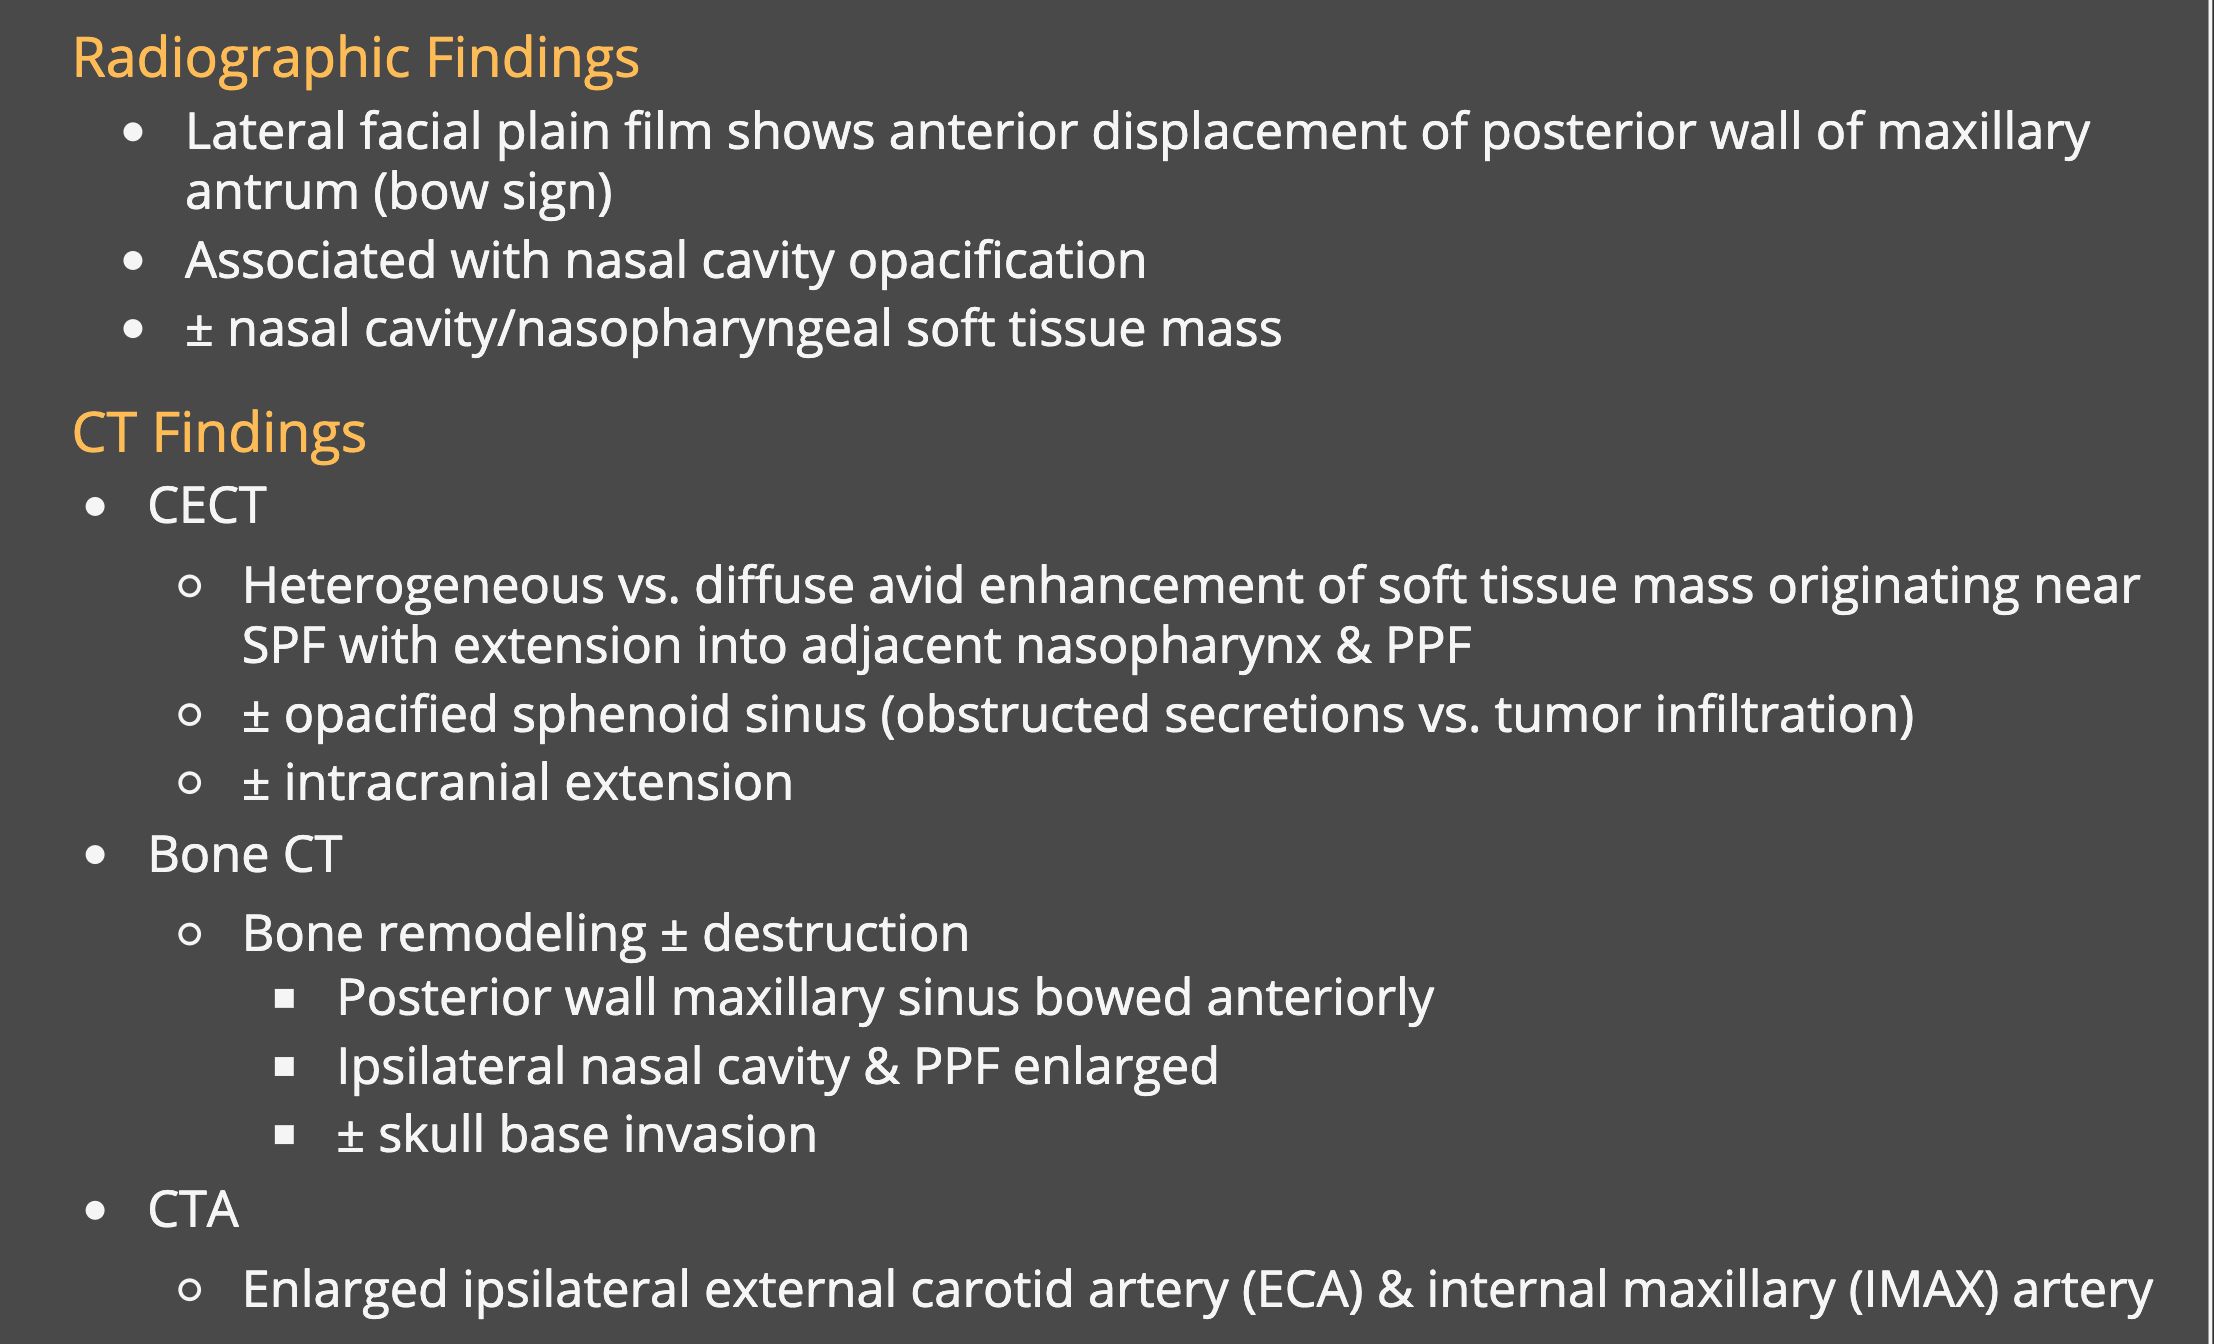 Radiographic Findings
• Lateral facial plain film shows anterior displacement of posterior wall of maxillary
antrum (bow sign)
• Associated with nasal cavity opacification
• ± nasal cavity/nasopharyngeal soft tissue mass
CT Findings
• CECT
○ Heterogeneous vs. diffuse avid enhancement of soft tissue mass originating near
SPF with extension into adjacent nasopharynx & PPF
○ ± opacified sphenoid sinus (obstructed secretions vs. tumor infiltration)
○ ± intracranial extension
• Bone CT
○ Bone remodeling ± destruction
■ Posterior wall maxillary sinus bowed anteriorly
■ Ipsilateral nasal cavity & PPF enlarged
■ ± skull base invasion
• CTA
○ Enlarged ipsilateral external carotid artery (ECA) & internal maxillary (IMAX) artery